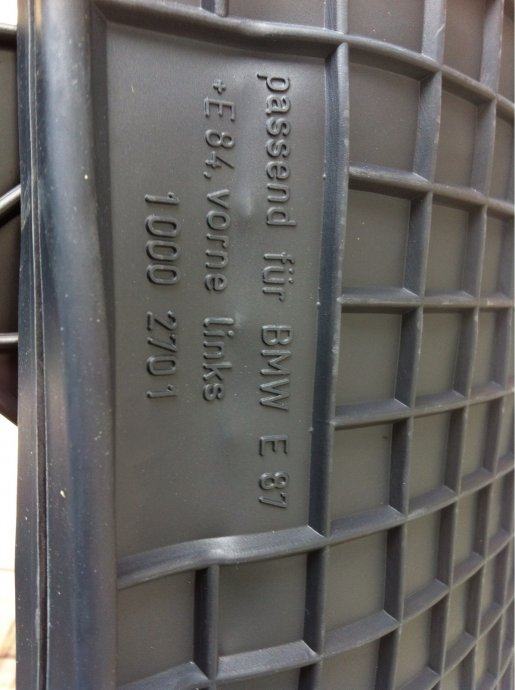 passend für BMW E 87
+E 84, vorne links
1000 2701